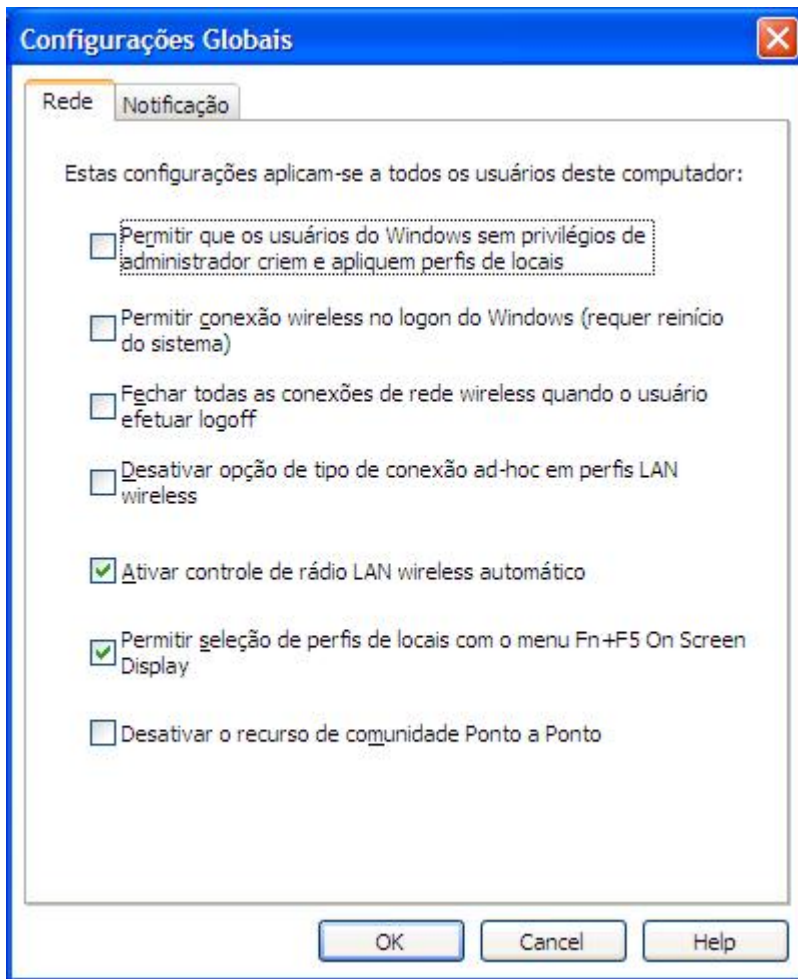 Configurações Globais
Rede
Notificação
Estas configurações aplicam-se a todos os usuários deste computador:
Permitir que os usuários do Windows sem privilégios de
administrador criem e apliquem perfis de locais
Permitir conexão wireless no logon do Windows (requer reinício
do sistema)
Fechar todas as conexões de rede wireless quando o usuário
efetuar logoff
Desativar opção de tipo de conexão ad-hoc em perfis LAN
wireless
Ativar controle de rádio LAN wireless automático
Permitir seleção de perfis de locais com o menu Fn+F5 On Screen
Display
Desativar o recurso de comunidade Ponto a Ponto
OK
Cancel
Help